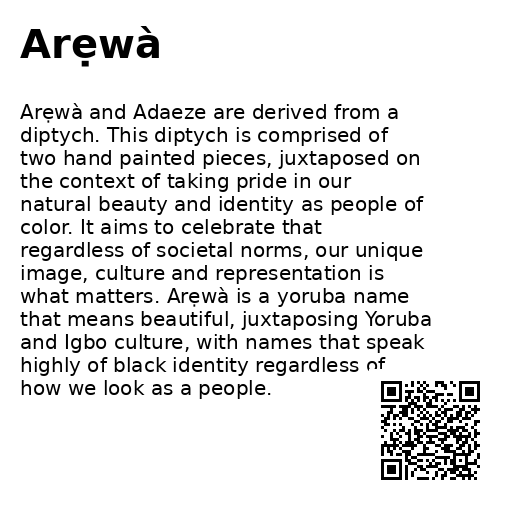 Arẹwà
Arẹwà and Adaeze are derived from a
diptych. This diptych is comprised of
two hand painted pieces, juxtaposed on
the context of taking pride in our
natural beauty and identity as people of
color. It aims to celebrate that
regardless of societal norms, our unique
image, culture and representation is
what matters. Arẹwà is a yoruba name
that means beautiful, juxtaposing Yoruba
and Igbo culture, with names that speak
highly of black identity regardless of
how we look as a people.